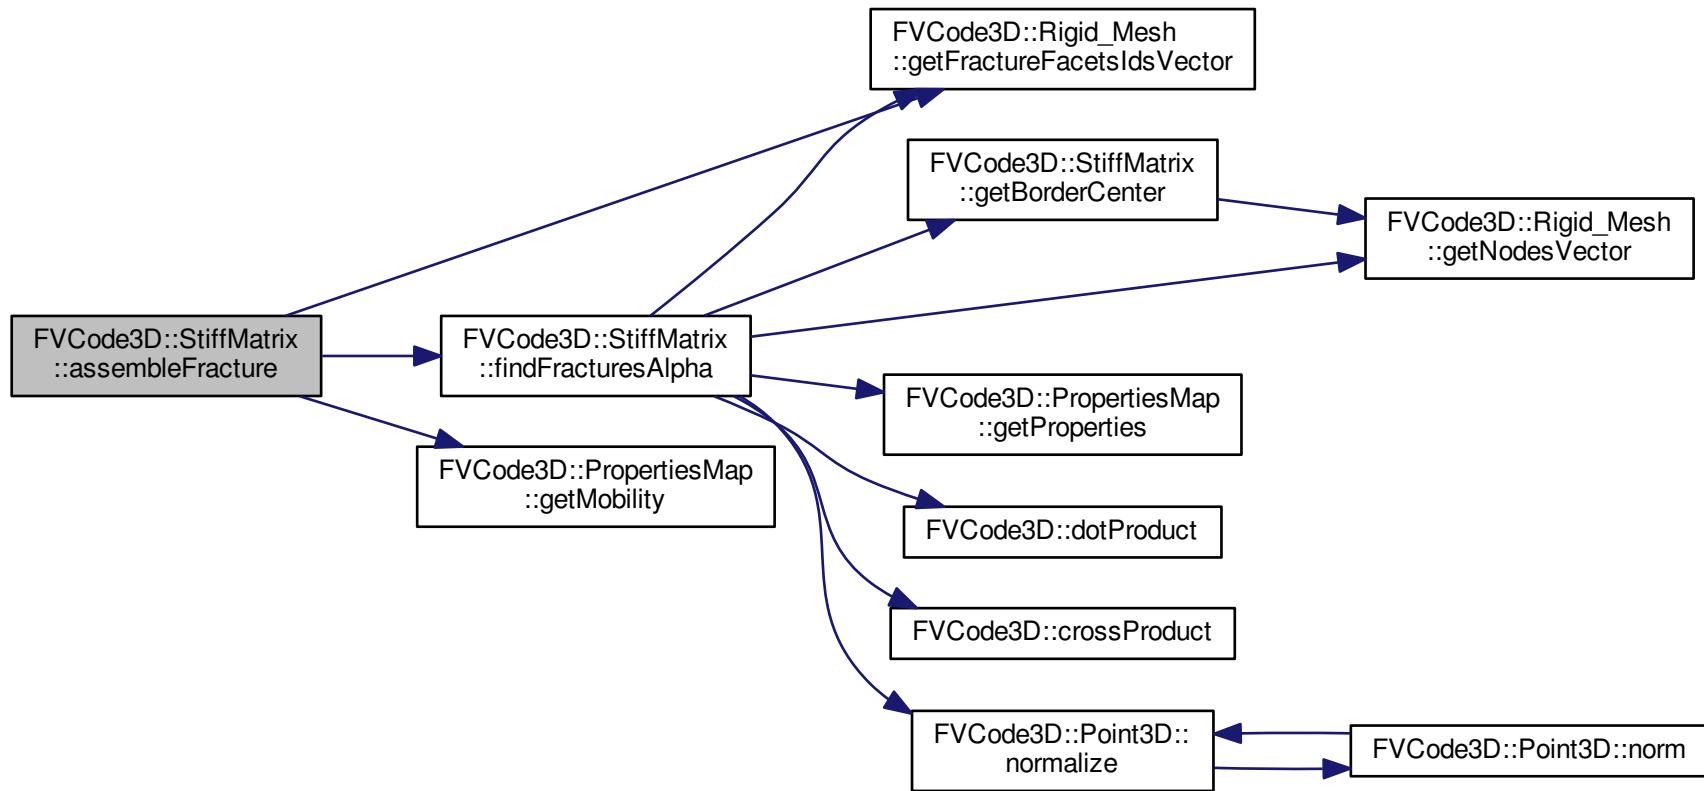 FVCode3D::Rigid_Mesh
::getFractureFacetsIdsVector
FVCode3D::StiffMatrix
::getBorderCenter
FVCode3D::Rigid_Mesh
::getNodesVector
FVCode3D::StiffMatrix
::assembleFracture
FVCode3D::StiffMatrix
::findFracturesAlpha
FVCode3D::PropertiesMap
::getProperties
FVCode3D::PropertiesMap
::getMobility
FVCode3D::dotProduct
FVCode3D::crossProduct
FVCode3D::Point3D::
normalize
FVCode3D::Point3D::norm